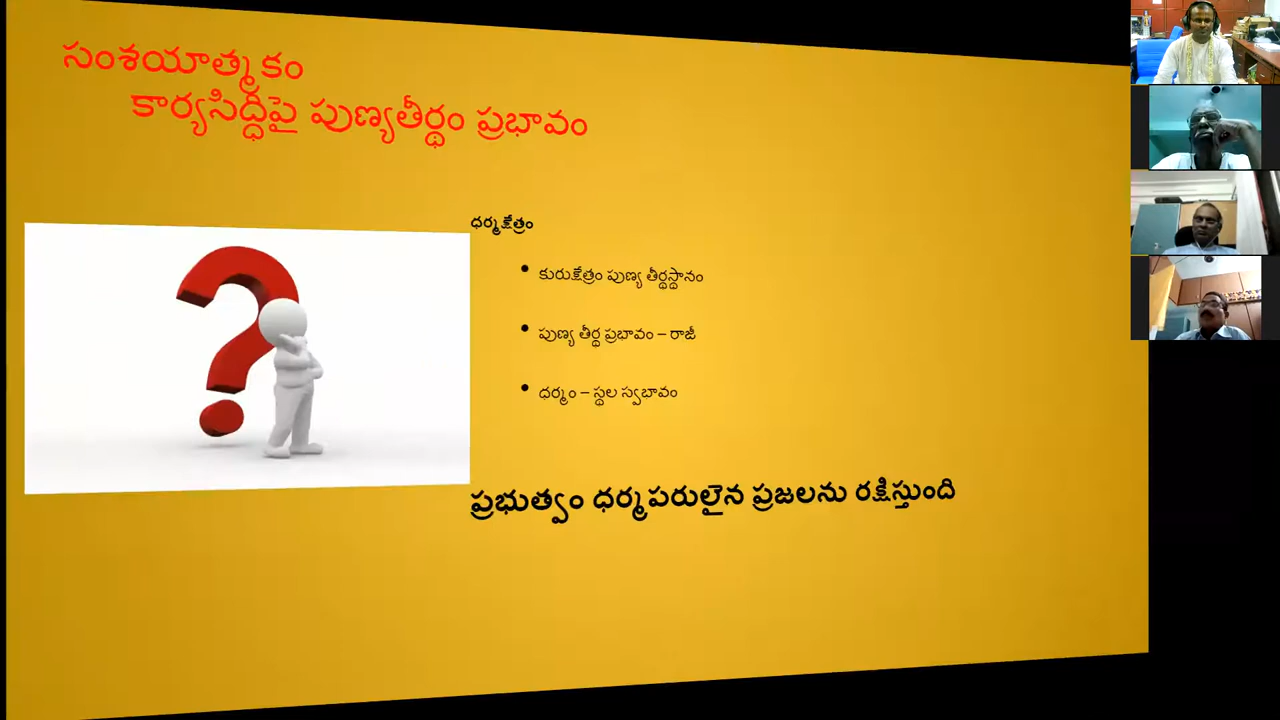 సంశయాత్మకం
కార్యసిద్ధిపై పుణ్యతీర్థం ప్రభావం
ధర్మక్షేత్రం
• కురుక్షేత్రం పుణ్య తీర్థస్థానం
• పుణ్య తీర్థ ప్రభావం – రాజీ
• ధర్మం – స్థల స్వభావం
ప్రభుత్వం ధర్మపరులైన ప్రజలను రక్షిస్తుంది